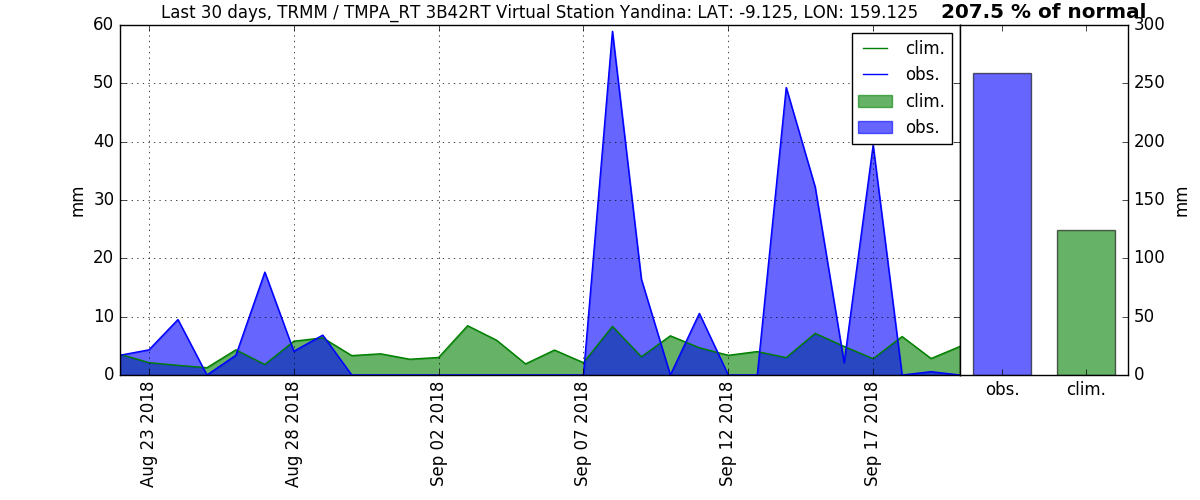 Last 30 days, TRMM / TMPA_RT 3B42RT Virtual Station Yandina: LAT: -9.125, LON: 159.125
207.5 % of normal
60
50
40
30
20
10
0
mm
clim.
obs.
clim.
obs.
300
250
200
150
100
50
0
mm
Aug 23 2018
Aug 28 2018
Sep 02 2018
Sep 07 2018
Sep 12 2018
Sep 17 2018
obs.
clim.